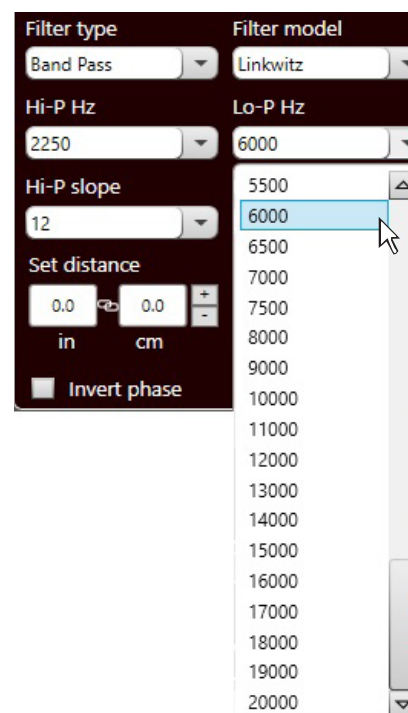 Filter type Filter model
Band Pass Linkwitz
Hi-P Hz Lo-P Hz
2250 6000
Hi-P slope
12
Set distance
0.0 0.0 + -
in cm
Invert phase
5500
6000
6500
7000
7500
8000
9000
10000
11000
12000
13000
14000
15000
16000
17000
18000
19000
20000